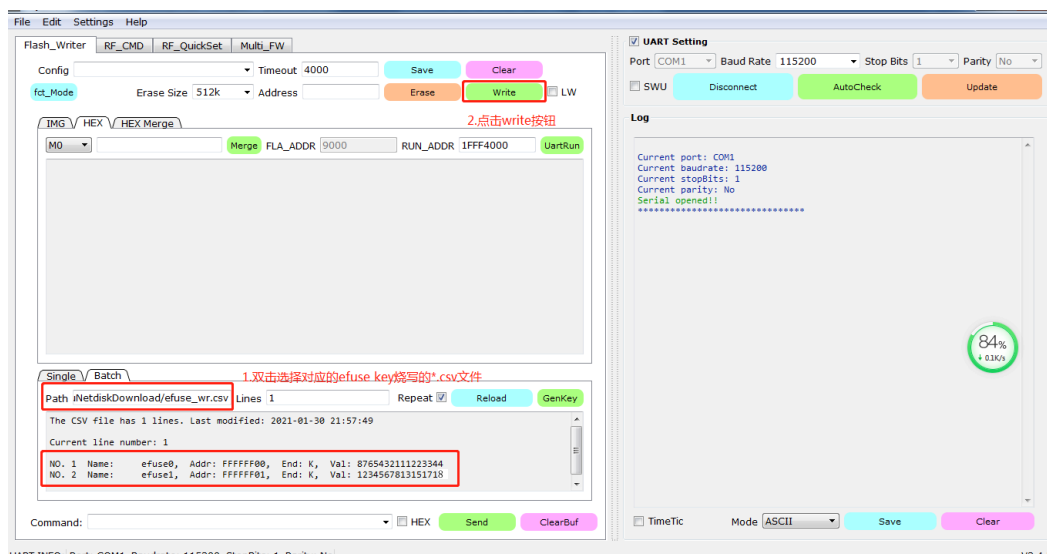 File Edit Settings Help
Flash_Writer RF_CMD RF_QuickSet Multi_FW
Config Timeout 4000 Save Clear
fct_Mode Erase Size 512k Address Erase Write LW
2.点击write按钮
IMG HEX HEX Merge
M0 Merge FLA_ADDR 9000 RUN_ADDR 1FFF4000 UartRun
Single Batch
1.双击选择对应的efuse key烧写的*.csv文件
Path iNetdiskDownload/efuse_wr.csv Lines 1 Repeat Reload GenKey
The CSV file has 1 lines. Last modified: 2021-01-30 21:57:49
Current line number: 1
NO. 1 Name: efuse0, Addr: FFFFFF00, End: K, Val: 8765432111223344
NO. 2 Name: efuse1, Addr: FFFFFF01, End: K, Val: 1234567813151718
Command: HEX Send ClearBuf
UART Setting
Port COM1 Baud Rate 115200 Stop Bits 1 Parity No
SWU Disconnect AutoCheck Update
Log
Current port: COM1
Current baudrate: 115200
Current stopBits: 1
Current parity: No
Serial opened!!
*******************************
84%
0.1K/s
TimeTic Mode ASCII Save Clear